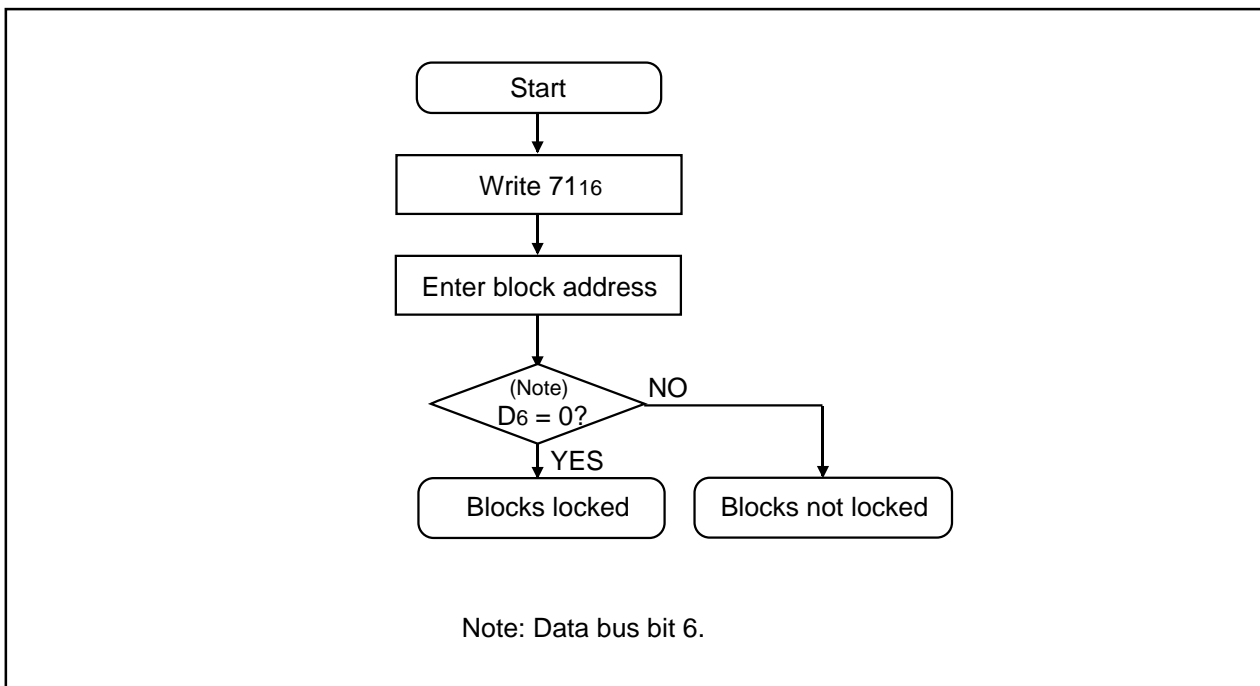 Start
Write 7116
Enter block address
(Note)
D6 = 0?
NO
YES
Blocks locked
Blocks not locked
Note: Data bus bit 6.